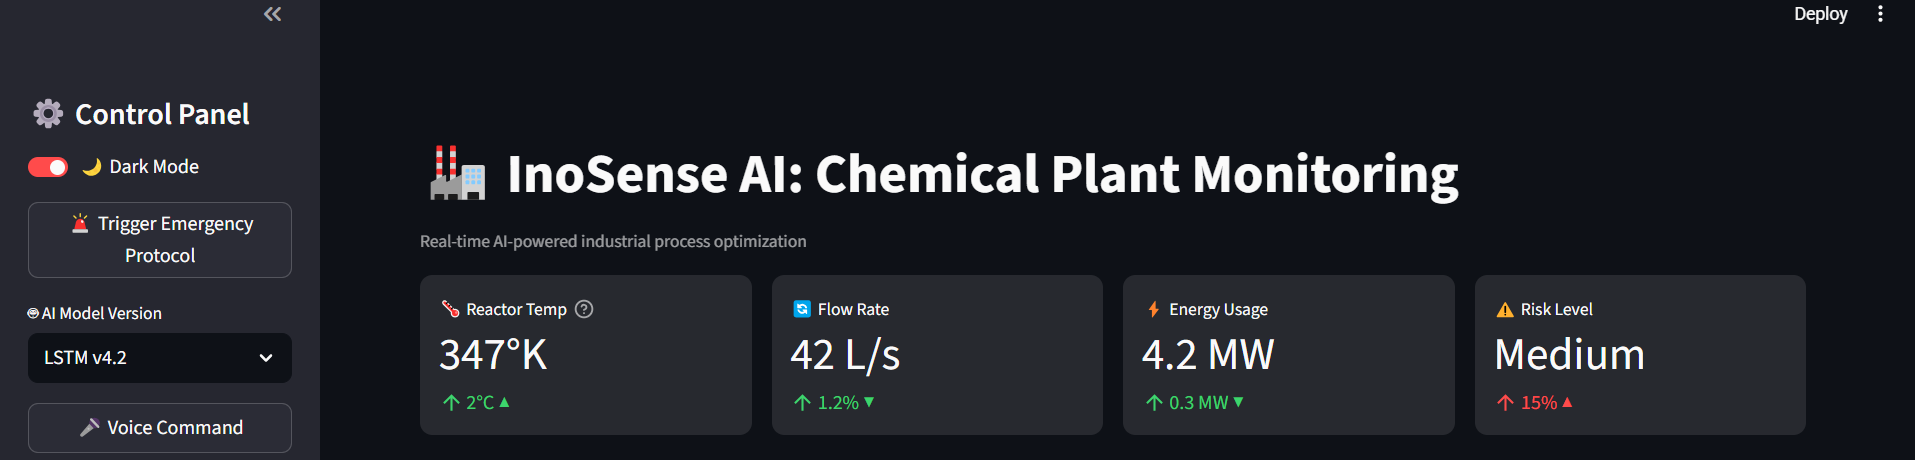 Deploy
Control Panel
Dark Mode
Trigger Emergency
Protocol
AI Model Version
LSTM v4.2
Voice Command
InoSense AI: Chemical Plant Monitoring
Real-time AI-powered industrial process optimization
Reactor Temp
347°K
2°C
Flow Rate
42 L/s
1.2%
Energy Usage
4.2 MW
0.3 MW
Risk Level
Medium
15%